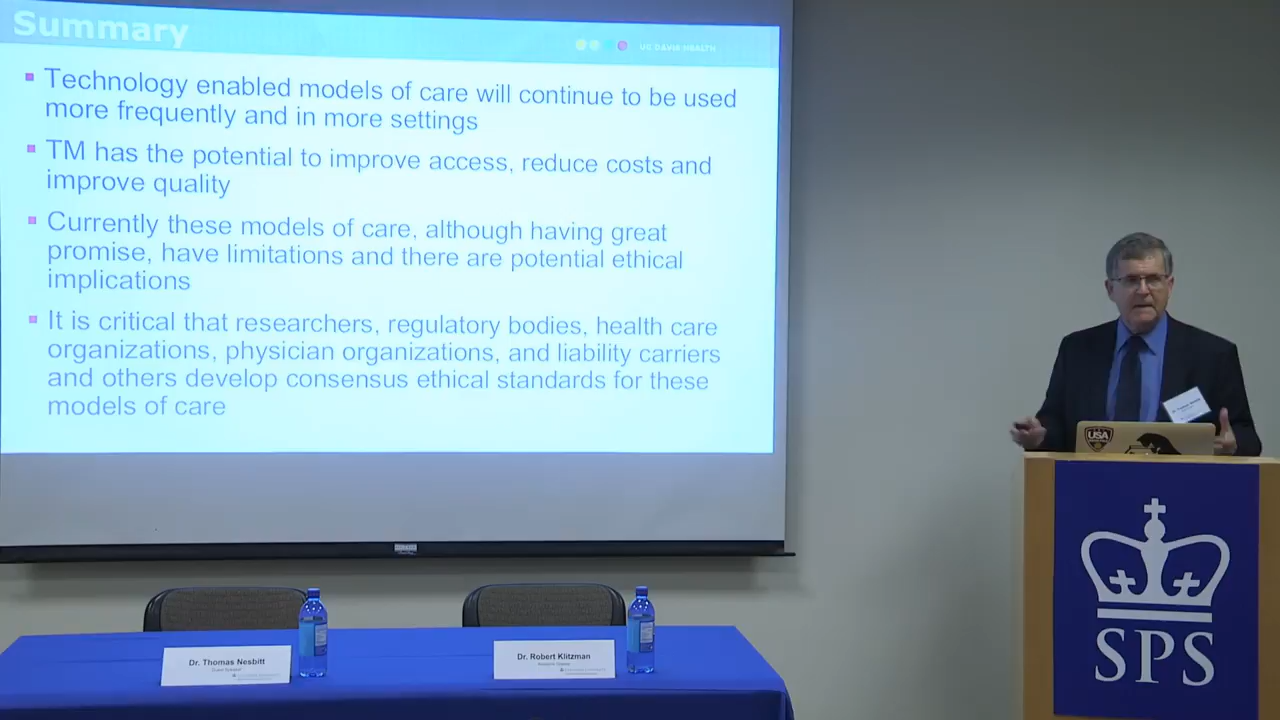 Summary
UC DAVIS HEALTH
Technology enabled models of care will continue to be used
more frequently and in more settings
TM has the potential to improve access, reduce costs and
improve quality
Currently these models of care, although having great
promise, have limitations and there are potential ethical
implications
It is critical that researchers, regulatory bodies, health care
organizations, physician organizations, and liability carriers
and others develop consensus ethical standards for these
models of care
USA
SPS
Dr. Thomas Nesbitt
Dr. Robert Klitzman